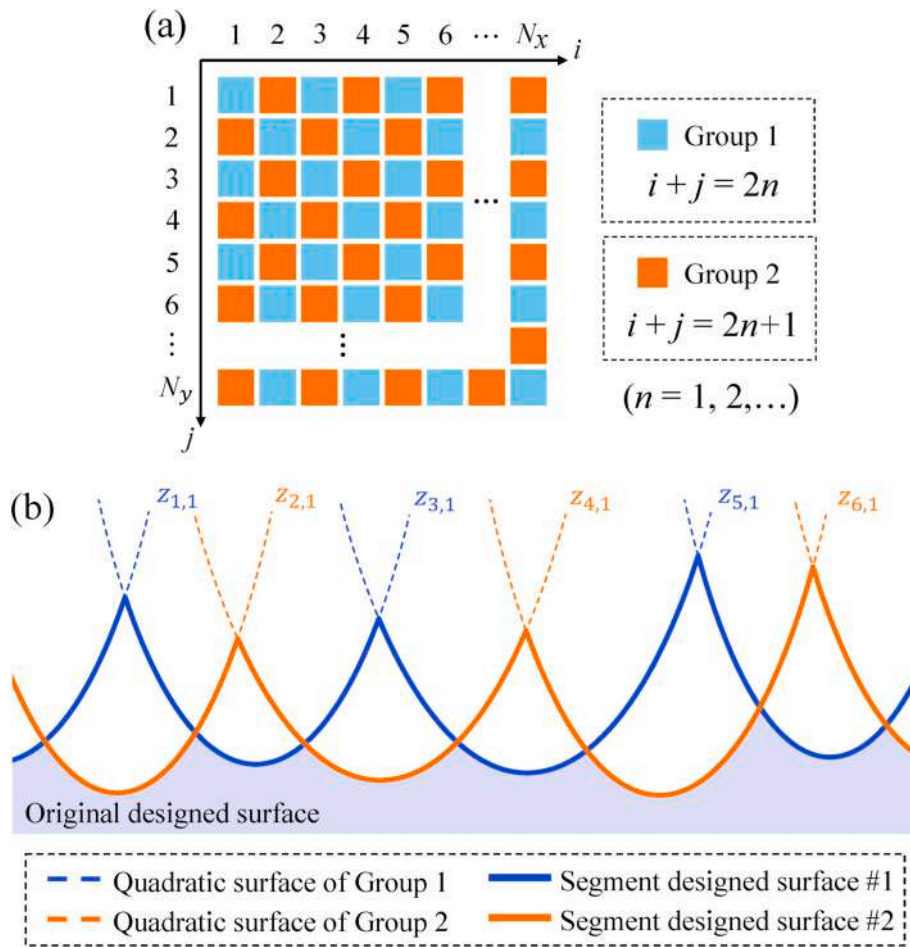 (a)
1 2 3 4 5 6 ⋯ Nx i
1
2
3
4
5
6
⋮
Ny
j
⋯
⋮
Group 1
i + j = 2n
Group 2
i + j = 2n+1
(n = 1, 2,…)
(b)
z1,1 z2,1 z3,1 z4,1 z5,1 z6,1
Original designed surface
Quadratic surface of Group 1
Quadratic surface of Group 2
Segment designed surface #1
Segment designed surface #2